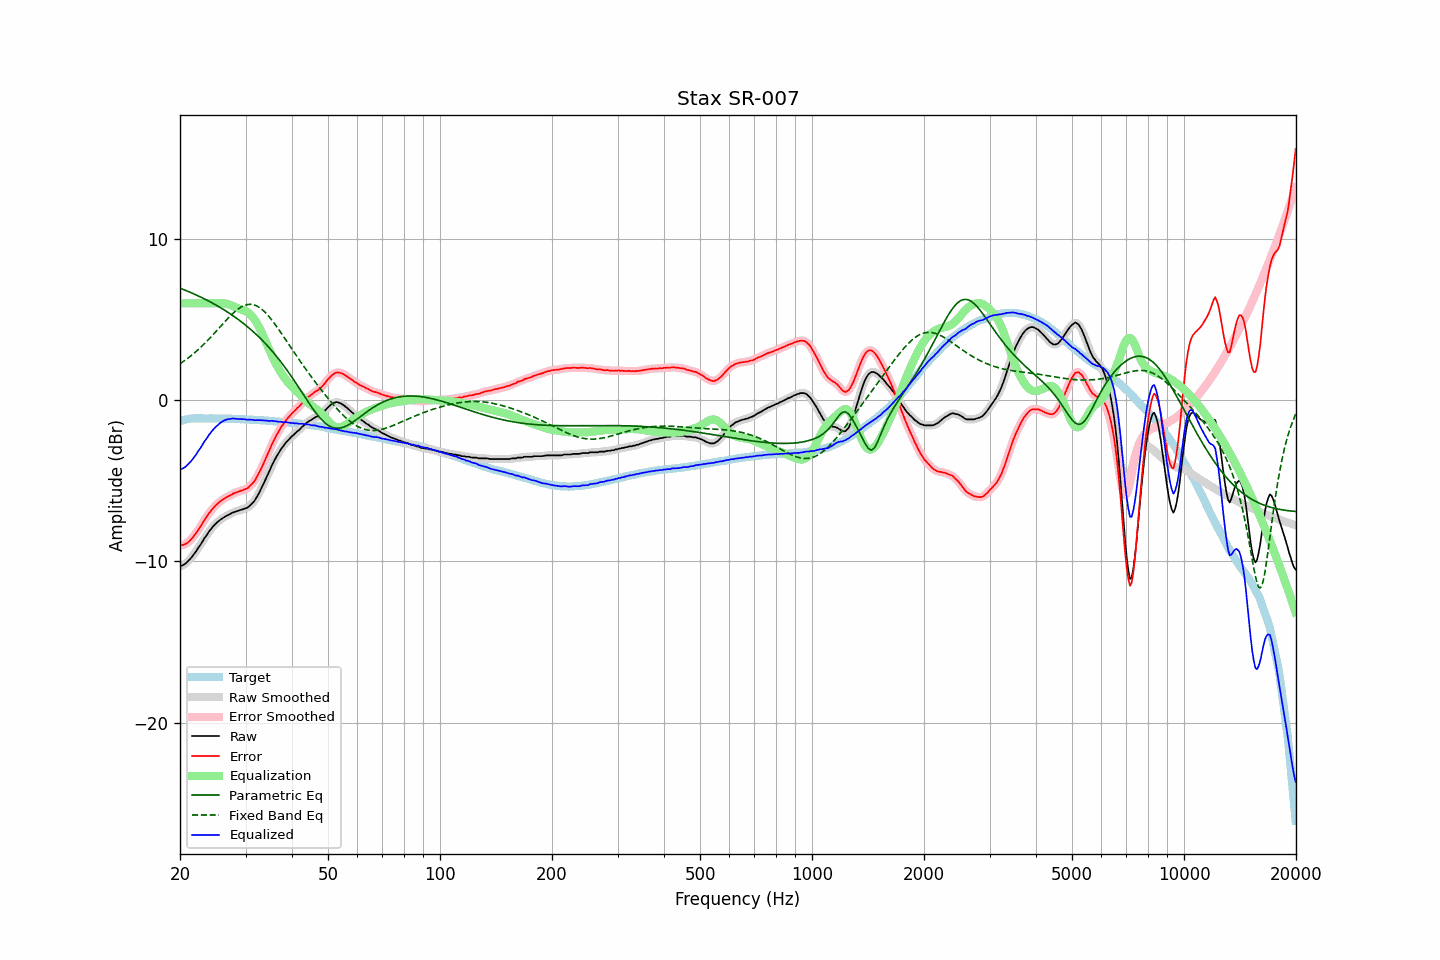 Stax SR-007
Amplitude (dBr)
10
0
−10
−20
Target
Raw Smoothed
Error Smoothed
Raw
Error
Equalization
Parametric Eq
Fixed Band Eq
Equalized
20 50 100 200 500 1000 2000 5000 10000 20000
Frequency (Hz)